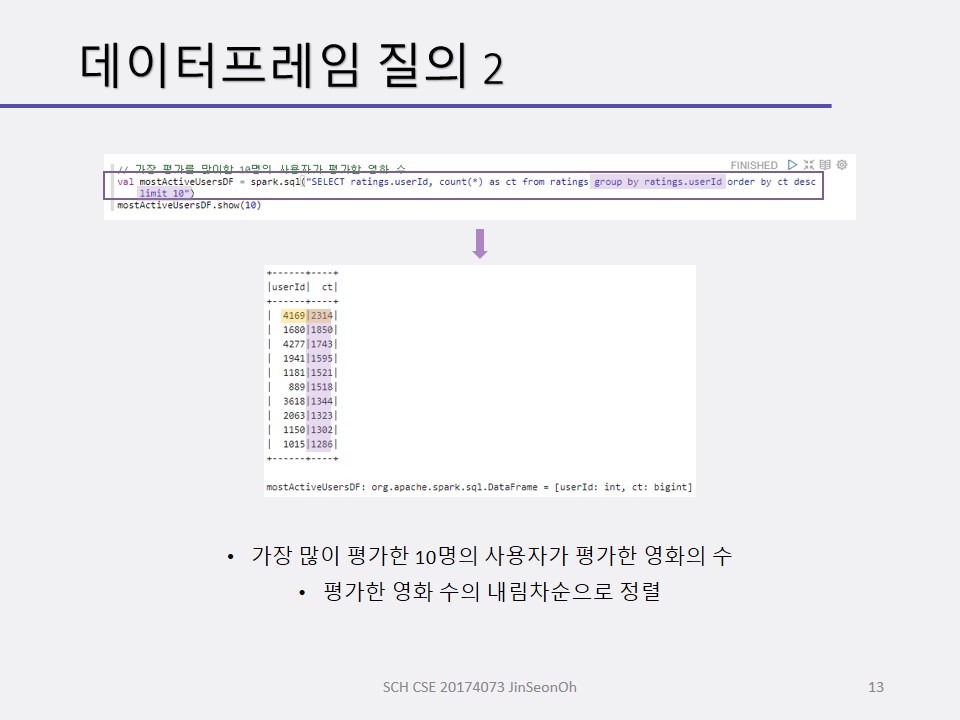 데이터프레임 질의 2
// 가장 평가를 많이한 10명의 사용자가 평가한 영화 수
FINISHED
val mostActiveUsersDF = spark.sql("SELECT ratings.userId, count(*) as ct from ratings group by ratings.userId order by ct desc
limit 10")
mostActiveUsersDF.show(10)
+------+----+
|userId|  ct|
+------+----+
|  4169|2314|
|  1680|1850|
|  4277|1743|
|  1941|1595|
|  1181|1521|
|   889|1518|
|  3618|1344|
|  2063|1323|
|  1150|1302|
|  1015|1286|
+------+----+
mostActiveUsersDF: org.apache.spark.sql.DataFrame = [userId: int, ct: bigint]
• 가장 많이 평가한 10명의 사용자가 평가한 영화의 수
• 평가한 영화 수의 내림차순으로 정렬
SCH CSE 20174073 JinSeonOh
13